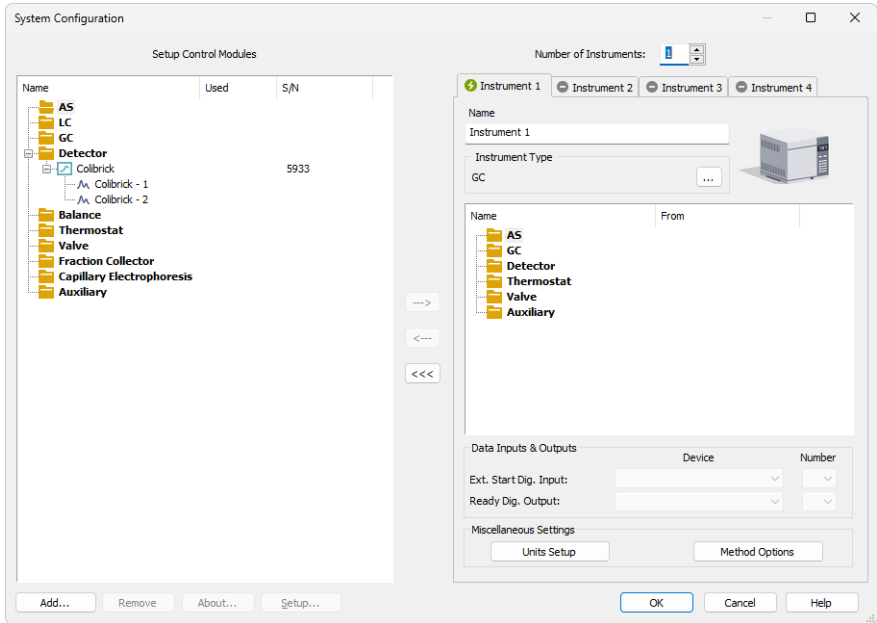 System Configuration
Setup Control Modules
Number of Instruments: 1
Name Used S/N
AS
LC
GC
Detector
Colibrick 5933
Colibrick - 1
Colibrick - 2
Balance
Thermostat
Valve
Fraction Collector
Capillary Electrophoresis
Auxiliary
--->
<---
<<<
Instrument 1 Instrument 2 Instrument 3 Instrument 4
Name
Instrument 1
Instrument Type
GC ...
Name From
AS
GC
Detector
Thermostat
Valve
Auxiliary
Data Inputs & Outputs
Device Number
Ext. Start Dig. Input:
Ready Dig. Output:
Miscellaneous Settings
Units Setup Method Options
Add... Remove About... Setup... OK Cancel Help